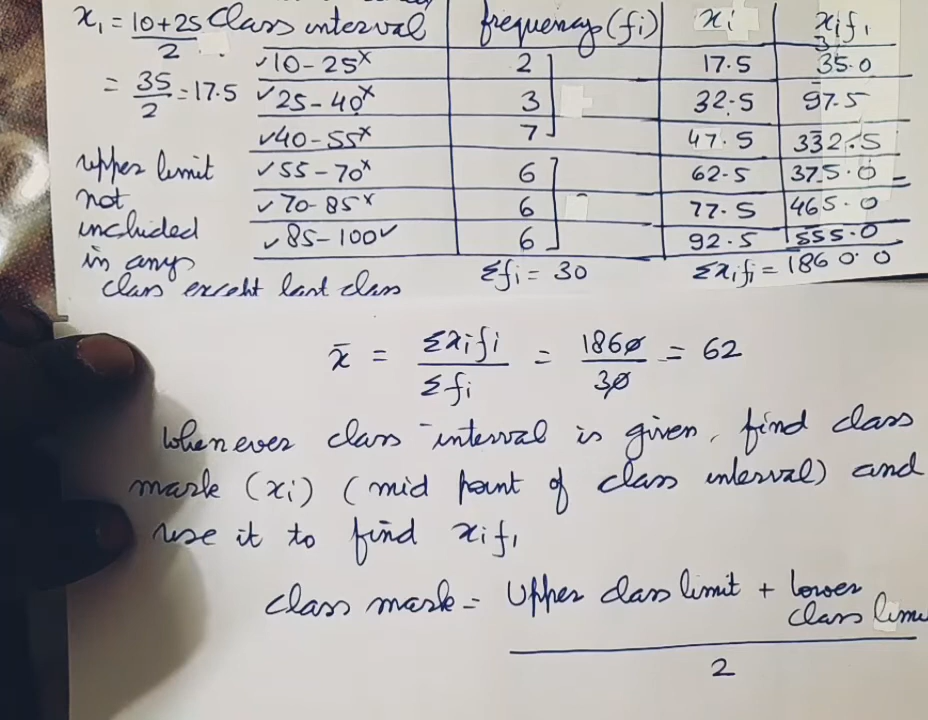 x₁ = 10+25/2 Class interval frequency (fi) xi xifi
= 35/2 = 17.5
✓10-25× 2 17.5 35.0
✓25-40× 3 32.5 97.5
✓40-55× 7 47.5 332.5
✓55-70× 6 62.5 375.0
✓70-85× 6 77.5 465.0
✓85-100✓ 6 92.5 555.0
upper limit
not
included
in any
class except last class
Σfi = 30 Σxifi = 1860.0
x̄ = Σxifi/Σfi = 1860/30 = 62
Whenever class interval is given, find class
mark (xi) (mid point of class interval) and
use it to find xifi
class mark = Upper class limit + lower
class limi
2